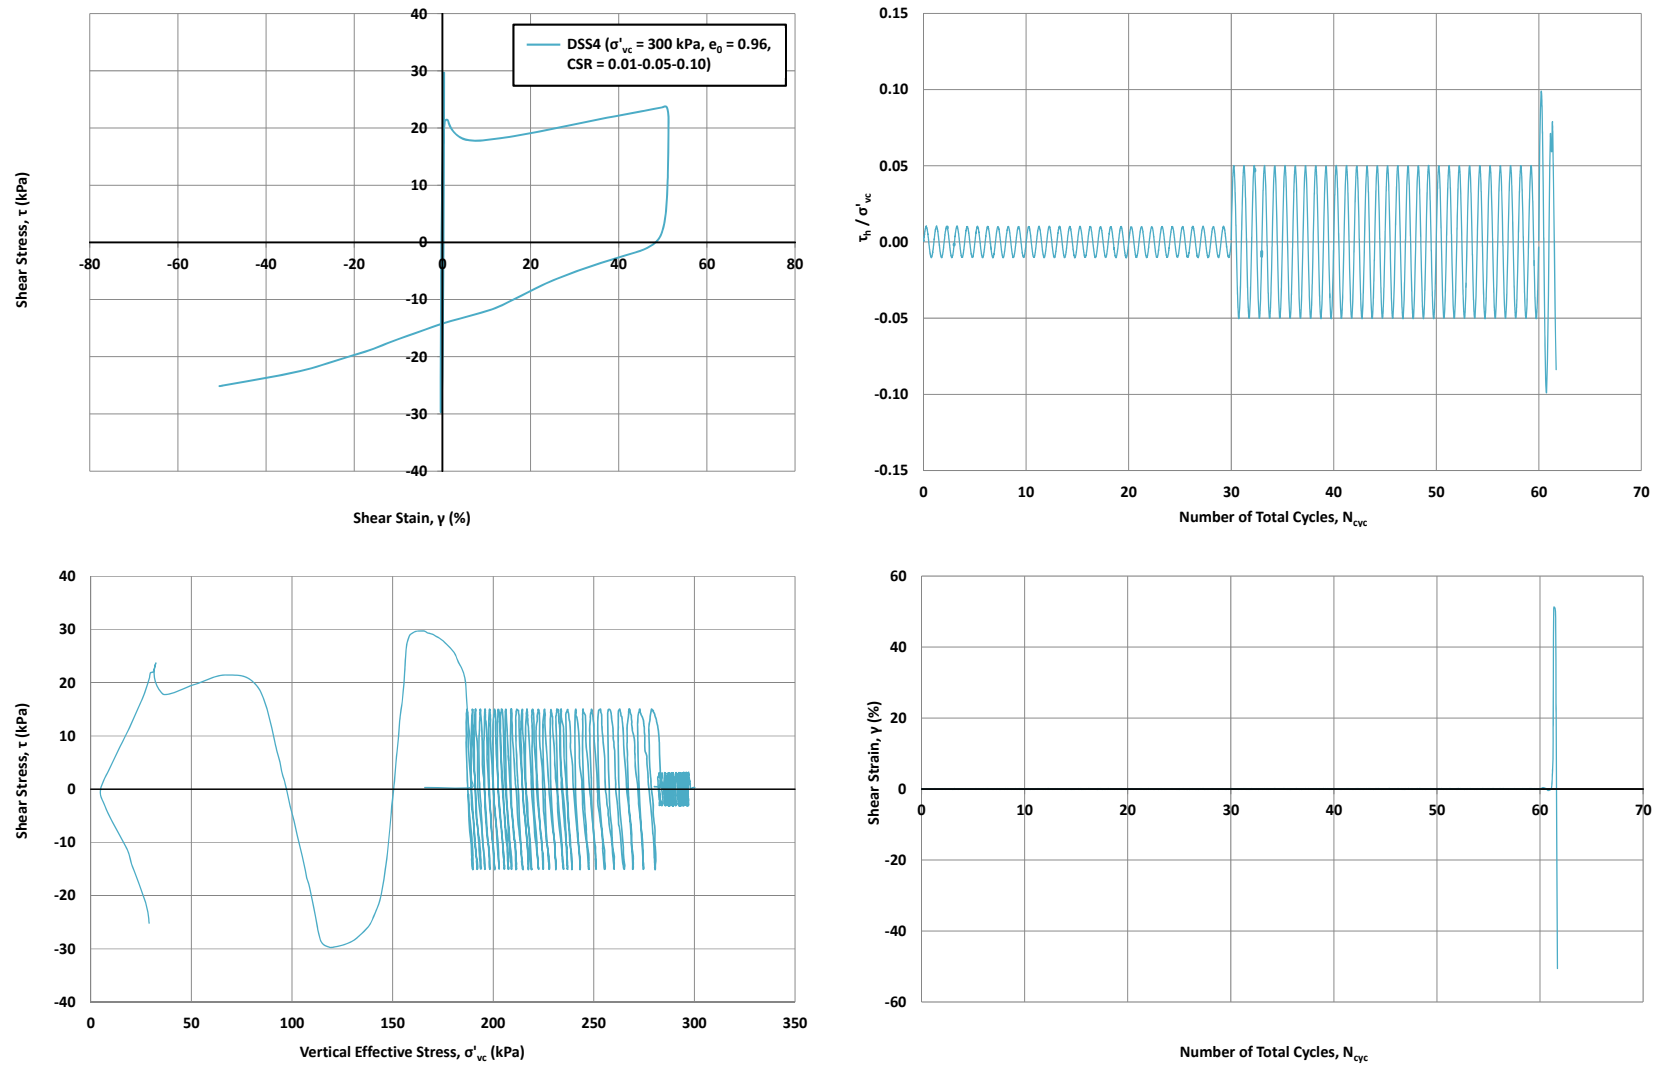 40
30
20
10
0
-10
-20
-30
-40
-80 -60 -40 -20 0 20 40 60 80
Shear Stress, τ (kPa)
Shear Stain, γ (%)
DSS4 (σ'vc = 300 kPa, e0 = 0.96,
CSR = 0.01-0.05-0.10)
0.15
0.10
0.05
0.00
-0.05
-0.10
-0.15
0 10 20 30 40 50 60 70
τh / σ'vc
Number of Total Cycles, Ncyc
40
30
20
10
0
-10
-20
-30
-40
0 50 100 150 200 250 300 350
Shear Stress, τ (kPa)
Vertical Effective Stress, σ'vc (kPa)
60
40
20
0
-20
-40
-60
0 10 20 30 40 50 60 70
Shear Strain, γ (%)
Number of Total Cycles, Ncyc